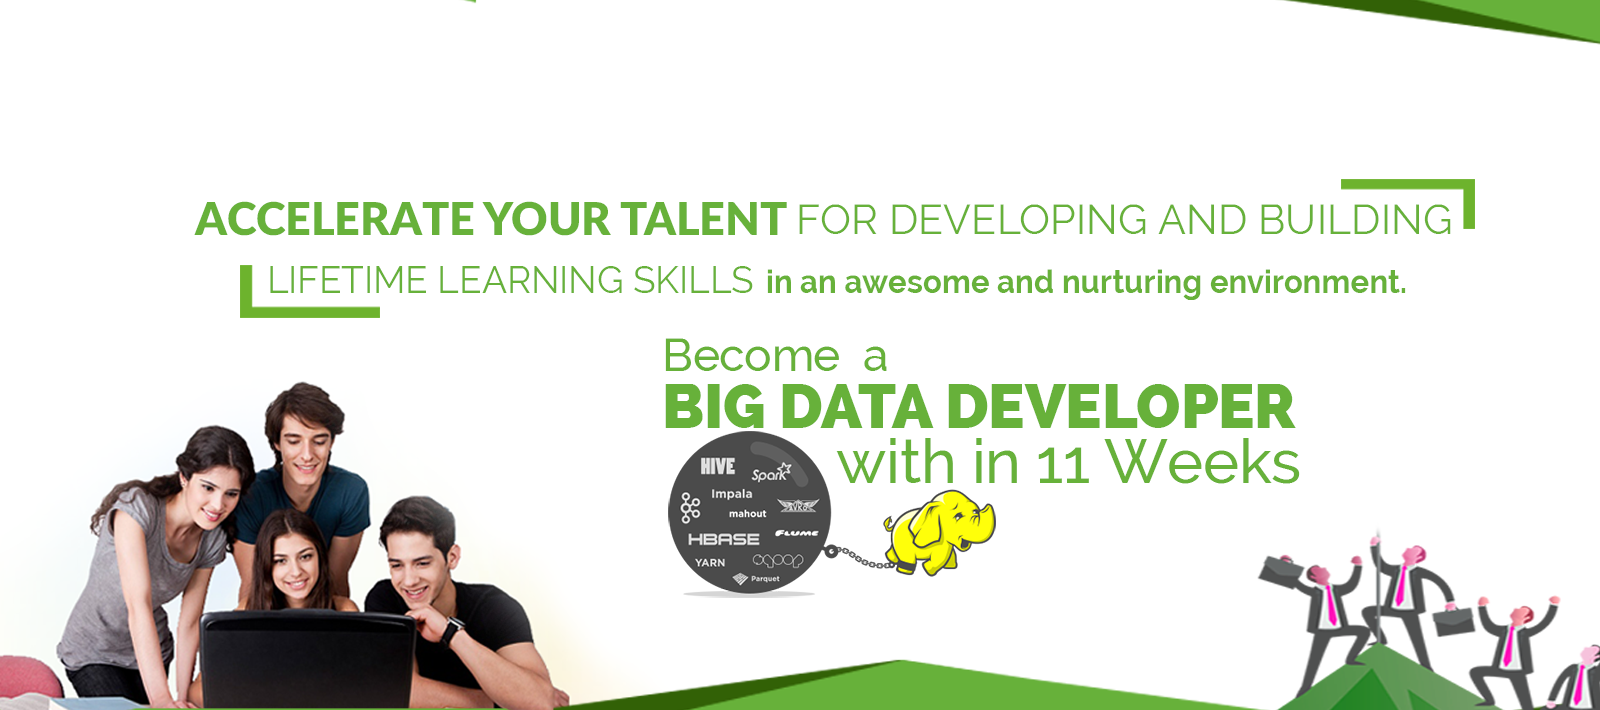 ACCELERATE YOUR TALENT FOR DEVELOPING AND BUILDING
LIFETIME LEARNING SKILLS in an awesome and nurturing environment.
Become a
BIG DATA DEVELOPER
with in 11 Weeks
HIVE
Spark
Impala
AVRO
mahout
FLUME
HBASE
YARN
sqoop
Parquet